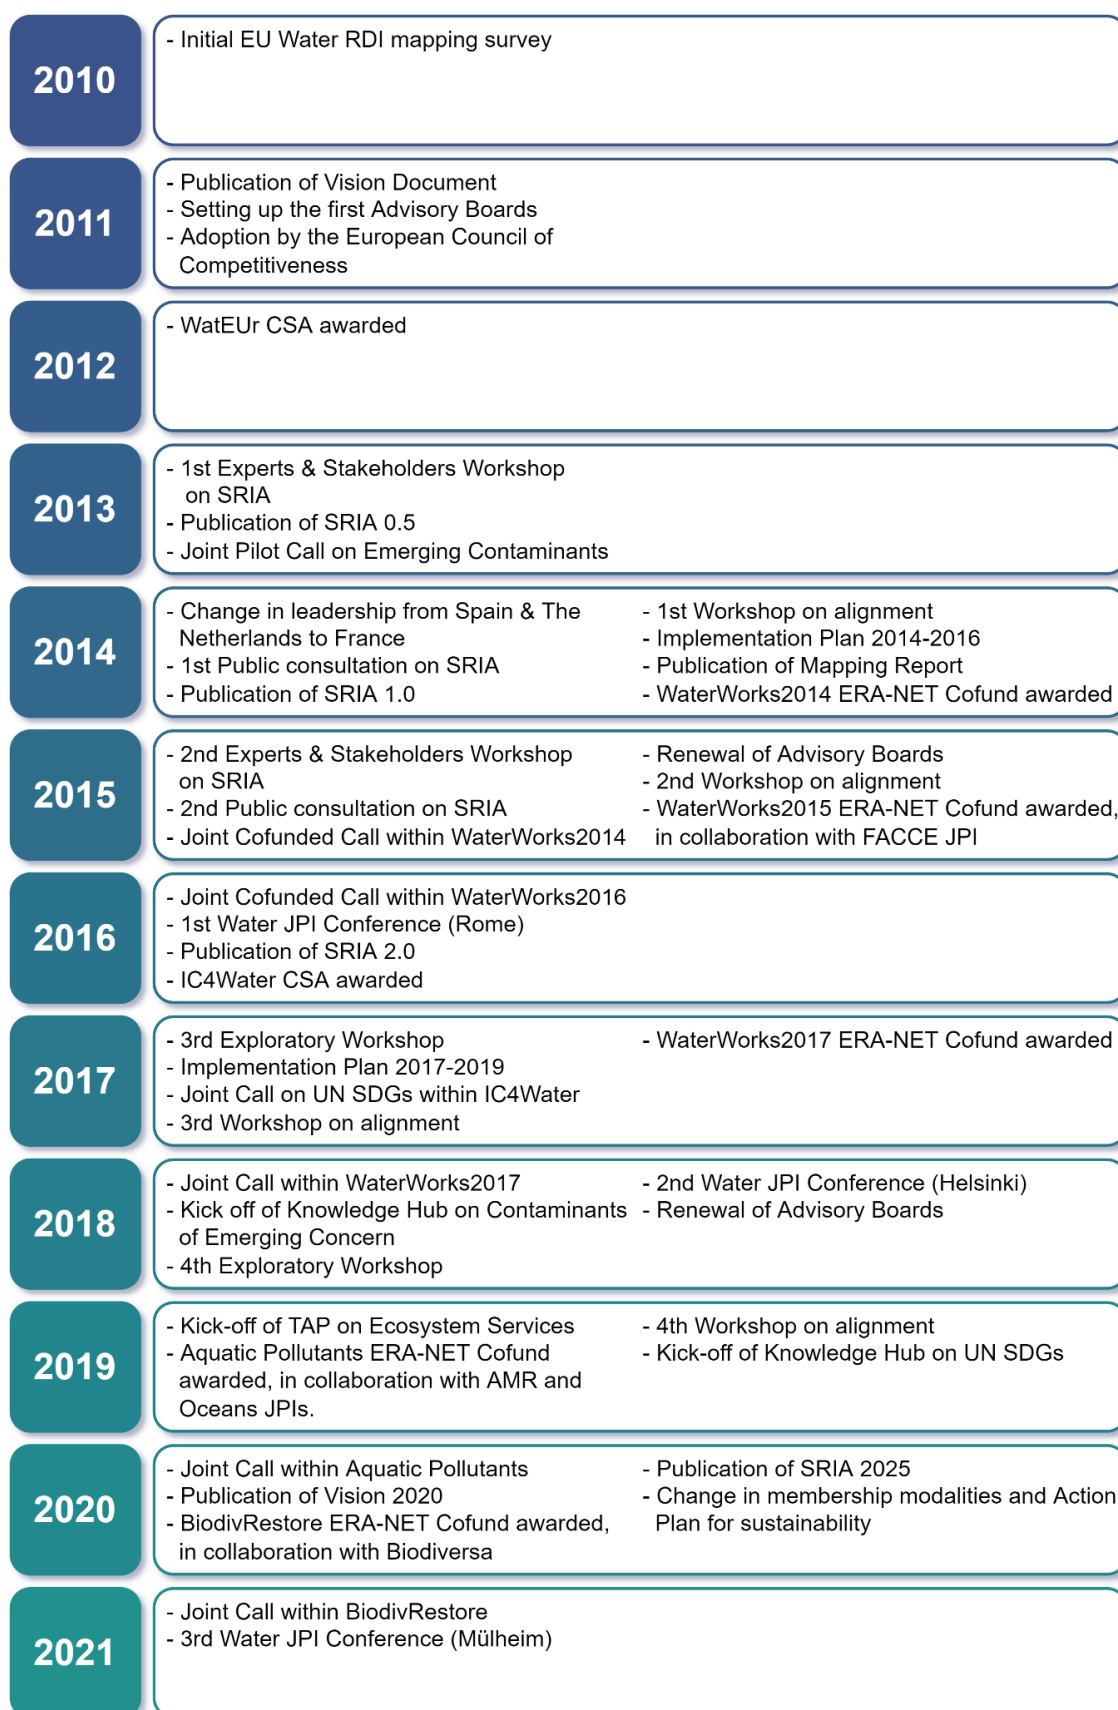 2010
- Initial EU Water RDI mapping survey
2011
- Publication of Vision Document
- Setting up the first Advisory Boards
- Adoption by the European Council of
Competitiveness
2012
- WatEUr CSA awarded
2013
- 1st Experts & Stakeholders Workshop
on SRIA
- Publication of SRIA 0.5
- Joint Pilot Call on Emerging Contaminants
2014
- Change in leadership from Spain & The
Netherlands to France
- 1st Public consultation on SRIA
- Publication of SRIA 1.0
- 1st Workshop on alignment
- Implementation Plan 2014-2016
- Publication of Mapping Report
- WaterWorks2014 ERA-NET Cofund awarded
2015
- 2nd Experts & Stakeholders Workshop
on SRIA
- 2nd Public consultation on SRIA
- Joint Cofunded Call within WaterWorks2014
- Renewal of Advisory Boards
- 2nd Workshop on alignment
- WaterWorks2015 ERA-NET Cofund awarded,
in collaboration with FACCE JPI
2016
- Joint Cofunded Call within WaterWorks2016
- 1st Water JPI Conference (Rome)
- Publication of SRIA 2.0
- IC4Water CSA awarded
2017
- 3rd Exploratory Workshop
- Implementation Plan 2017-2019
- Joint Call on UN SDGs within IC4Water
- 3rd Workshop on alignment
- WaterWorks2017 ERA-NET Cofund awarded
2018
- Joint Call within WaterWorks2017
- Kick off of Knowledge Hub on Contaminants
of Emerging Concern
- 4th Exploratory Workshop
- 2nd Water JPI Conference (Helsinki)
- Renewal of Advisory Boards
2019
- Kick-off of TAP on Ecosystem Services
- Aquatic Pollutants ERA-NET Cofund
awarded, in collaboration with AMR and
Oceans JPIs.
- 4th Workshop on alignment
- Kick-off of Knowledge Hub on UN SDGs
2020
- Joint Call within Aquatic Pollutants
- Publication of Vision 2020
- BiodivRestore ERA-NET Cofund awarded,
in collaboration with Biodiversa
- Publication of SRIA 2025
- Change in membership modalities and Action
Plan for sustainability
2021
- Joint Call within BiodivRestore
- 3rd Water JPI Conference (Mülheim)